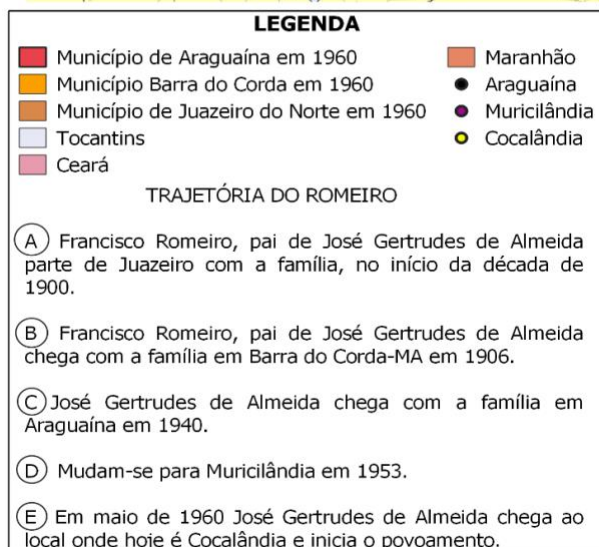 LEGENDA
Município de Araguaína em 1960
Maranhão
Município Barra do Corda em 1960
Araguaína
Município de Juazeiro do Norte em 1960
Muricilândia
Tocantins
Cocalândia
Ceará
TRAJETÓRIA DO ROMEIRO
A Francisco Romeiro, pai de José Gertrudes de Almeida
parte de Juazeiro com a família, no início da década de
1900.
B Francisco Romeiro, pai de José Gertrudes de Almeida
chega com a família em Barra do Corda-MA em 1906.
C José Gertrudes de Almeida chega com a família em
Araguaína em 1940.
D Mudam-se para Muricilândia em 1953.
E Em maio de 1960 José Gertrudes de Almeida chega ao
local onde hoje é Cocalândia e inicia o povoamento.